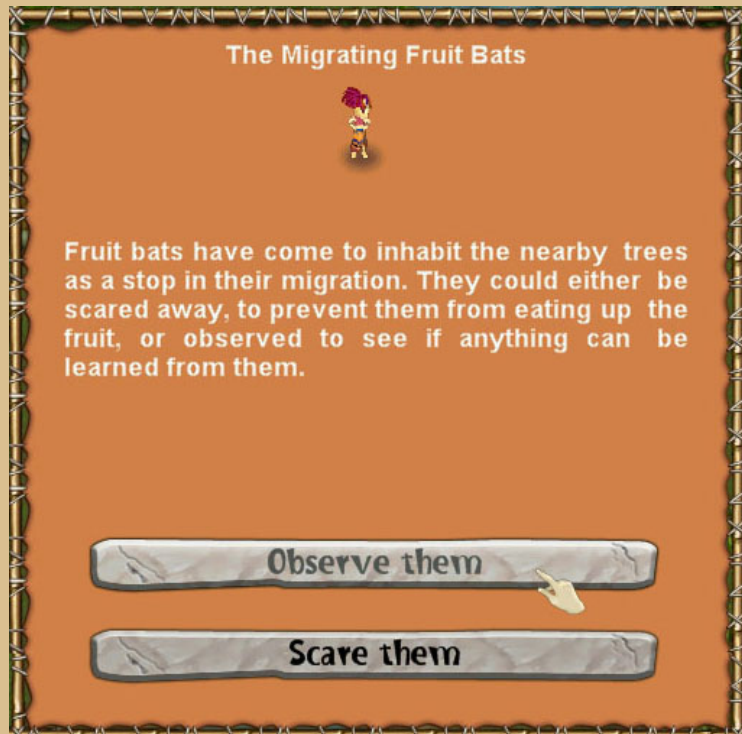 The Migrating Fruit Bats
Fruit bats have come to inhabit the nearby trees
as a stop in their migration. They could either be
scared away, to prevent them from eating up the
fruit, or observed to see if anything can be
learned from them.
Observe them
Scare them